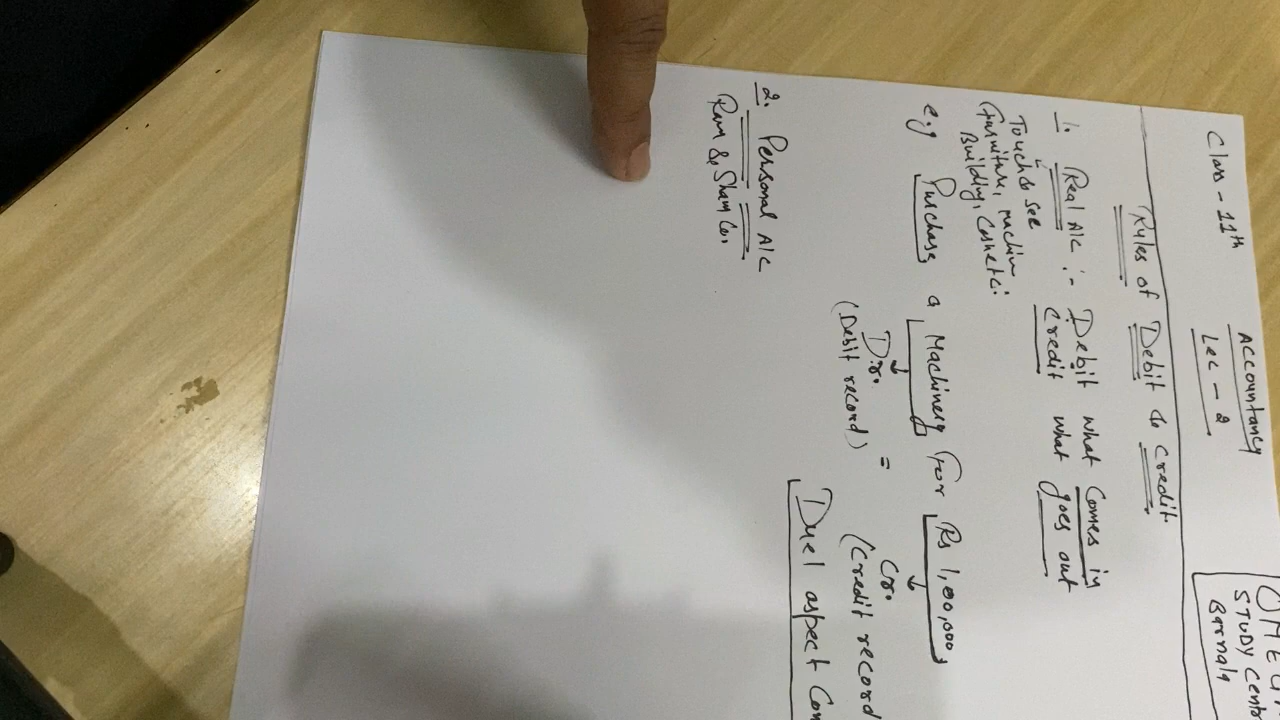 Class - 11th
Accountancy
Lec - 2
STUDY Cent
Barnala
Rules of Debit & Credit
1. Real A/c :- Debit what Comes in
Credit what goes out
Touch & See
Furniture, machin
Building, Cash etc.
e.g Purchase a Machinery for Rs 1,00,000
Dr. = Cr.
(Debit record) (Credit record
Duel aspect Con
2. Personal A/c
Ram & Sham Co.